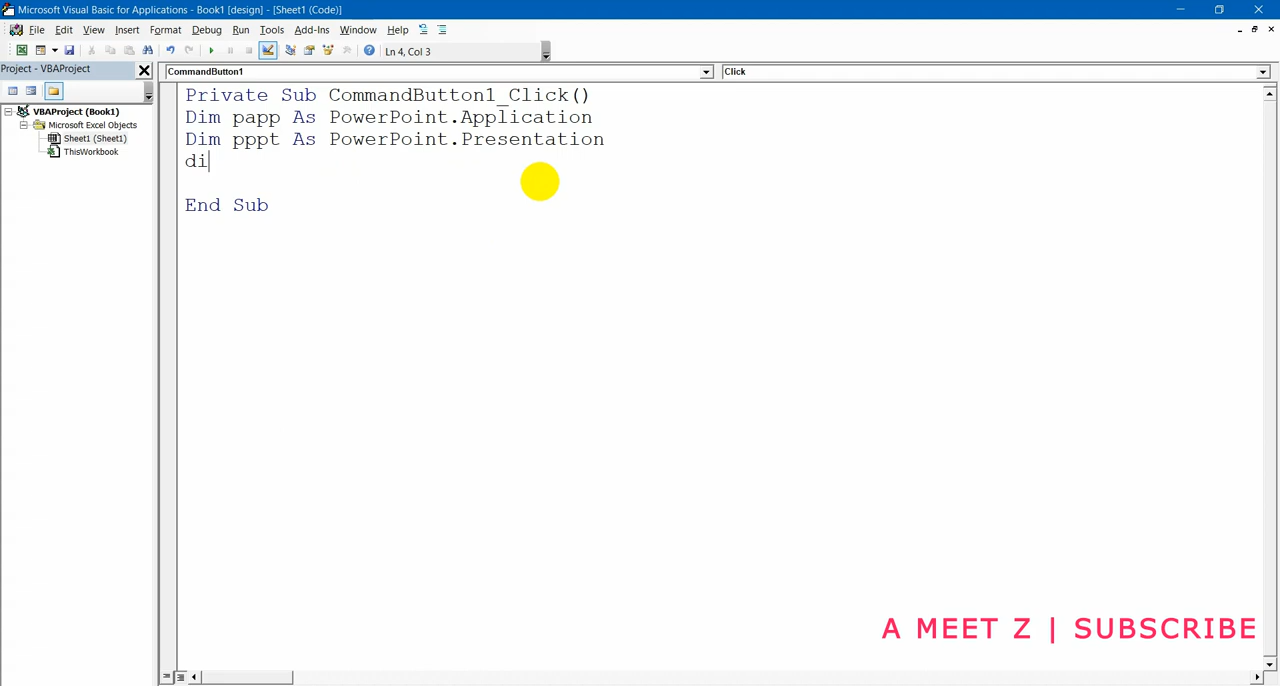 Microsoft Visual Basic for Applications - Book1 [design] - [Sheet1 (Code)]
File Edit View Insert Format Debug Run Tools Add-Ins Window Help
Ln 4, Col 3
Project - VBAProject
CommandButton1 Click
VBAProject (Book1)
Microsoft Excel Objects
Sheet1 (Sheet1)
ThisWorkbook
Private Sub CommandButton1_Click()
Dim papp As PowerPoint.Application
Dim pppt As PowerPoint.Presentation
di
End Sub
A MEET Z | SUBSCRIBE